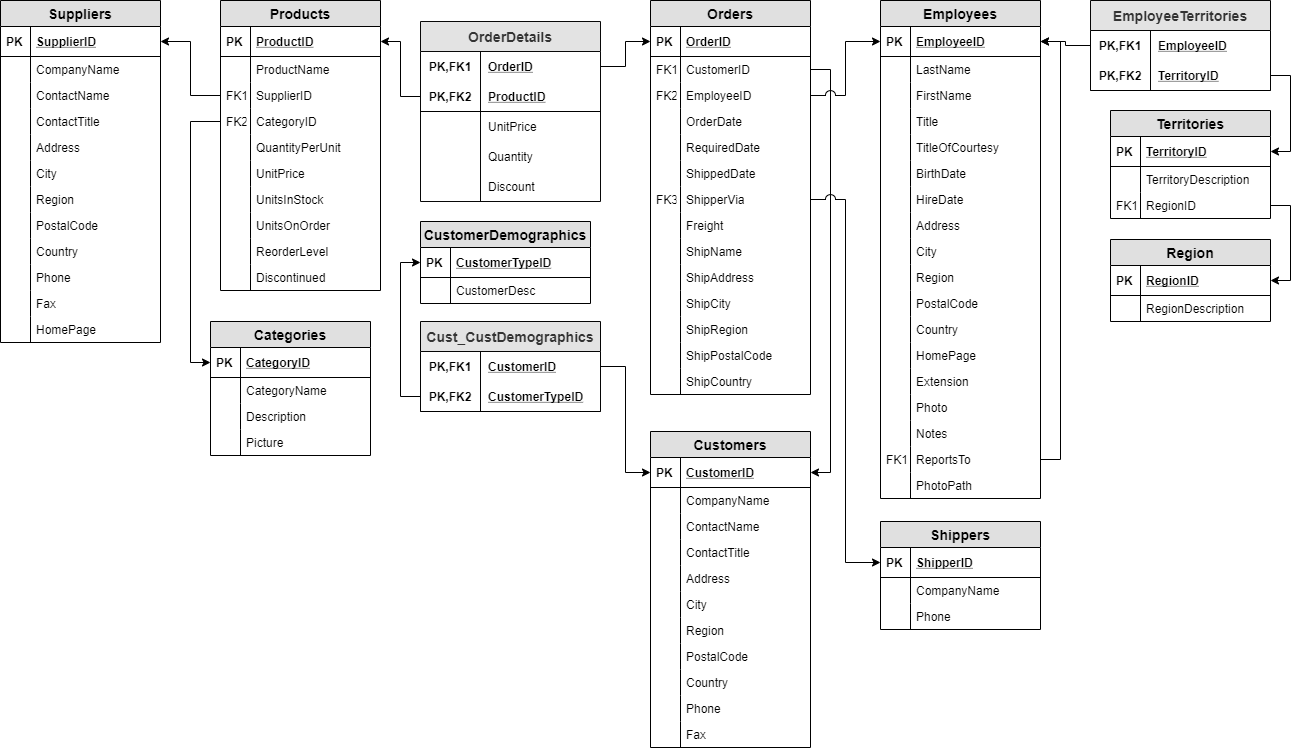 Suppliers
PK SupplierID
CompanyName
ContactName
ContactTitle
Address
City
Region
PostalCode
Country
Phone
Fax
HomePage
Products
PK ProductID
ProductName
FK1 SupplierID
FK2 CategoryID
QuantityPerUnit
UnitPrice
UnitsInStock
UnitsOnOrder
ReorderLevel
Discontinued
Categories
PK CategoryID
CategoryName
Description
Picture
OrderDetails
PK,FK1 OrderID
PK,FK2 ProductID
UnitPrice
Quantity
Discount
CustomerDemographics
PK CustomerTypeID
CustomerDesc
Cust_CustDemographics
PK,FK1 CustomerID
PK,FK2 CustomerTypeID
Orders
PK OrderID
FK1 CustomerID
FK2 EmployeeID
OrderDate
RequiredDate
ShippedDate
FK3 ShipperVia
Freight
ShipName
ShipAddress
ShipCity
ShipRegion
ShipPostalCode
ShipCountry
Customers
PK CustomerID
CompanyName
ContactName
ContactTitle
Address
City
Region
PostalCode
Country
Phone
Fax
Employees
PK EmployeeID
LastName
FirstName
Title
TitleOfCourtesy
BirthDate
HireDate
Address
City
Region
PostalCode
Country
HomePage
Extension
Photo
Notes
FK1 ReportsTo
PhotoPath
Shippers
PK ShipperID
CompanyName
Phone
EmployeeTerritories
PK,FK1 EmployeeID
PK,FK2 TerritoryID
Territories
PK TerritoryID
TerritoryDescription
FK1 RegionID
Region
PK RegionID
RegionDescription